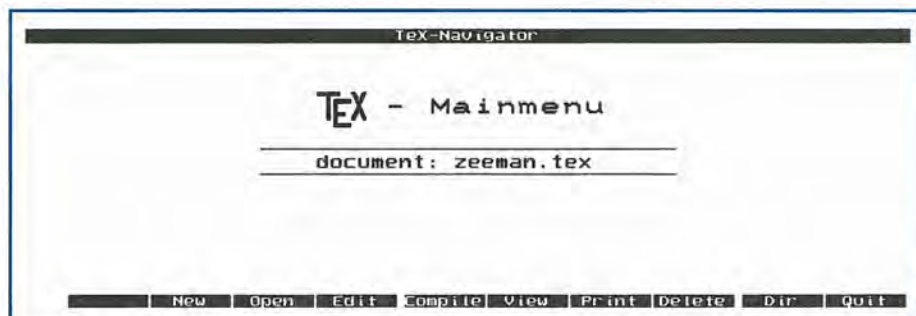 TeX-Navigator
TEX - Mainmenu
document: zeeman.tex
New Open Edit Compile View Print Delete Dir Quit